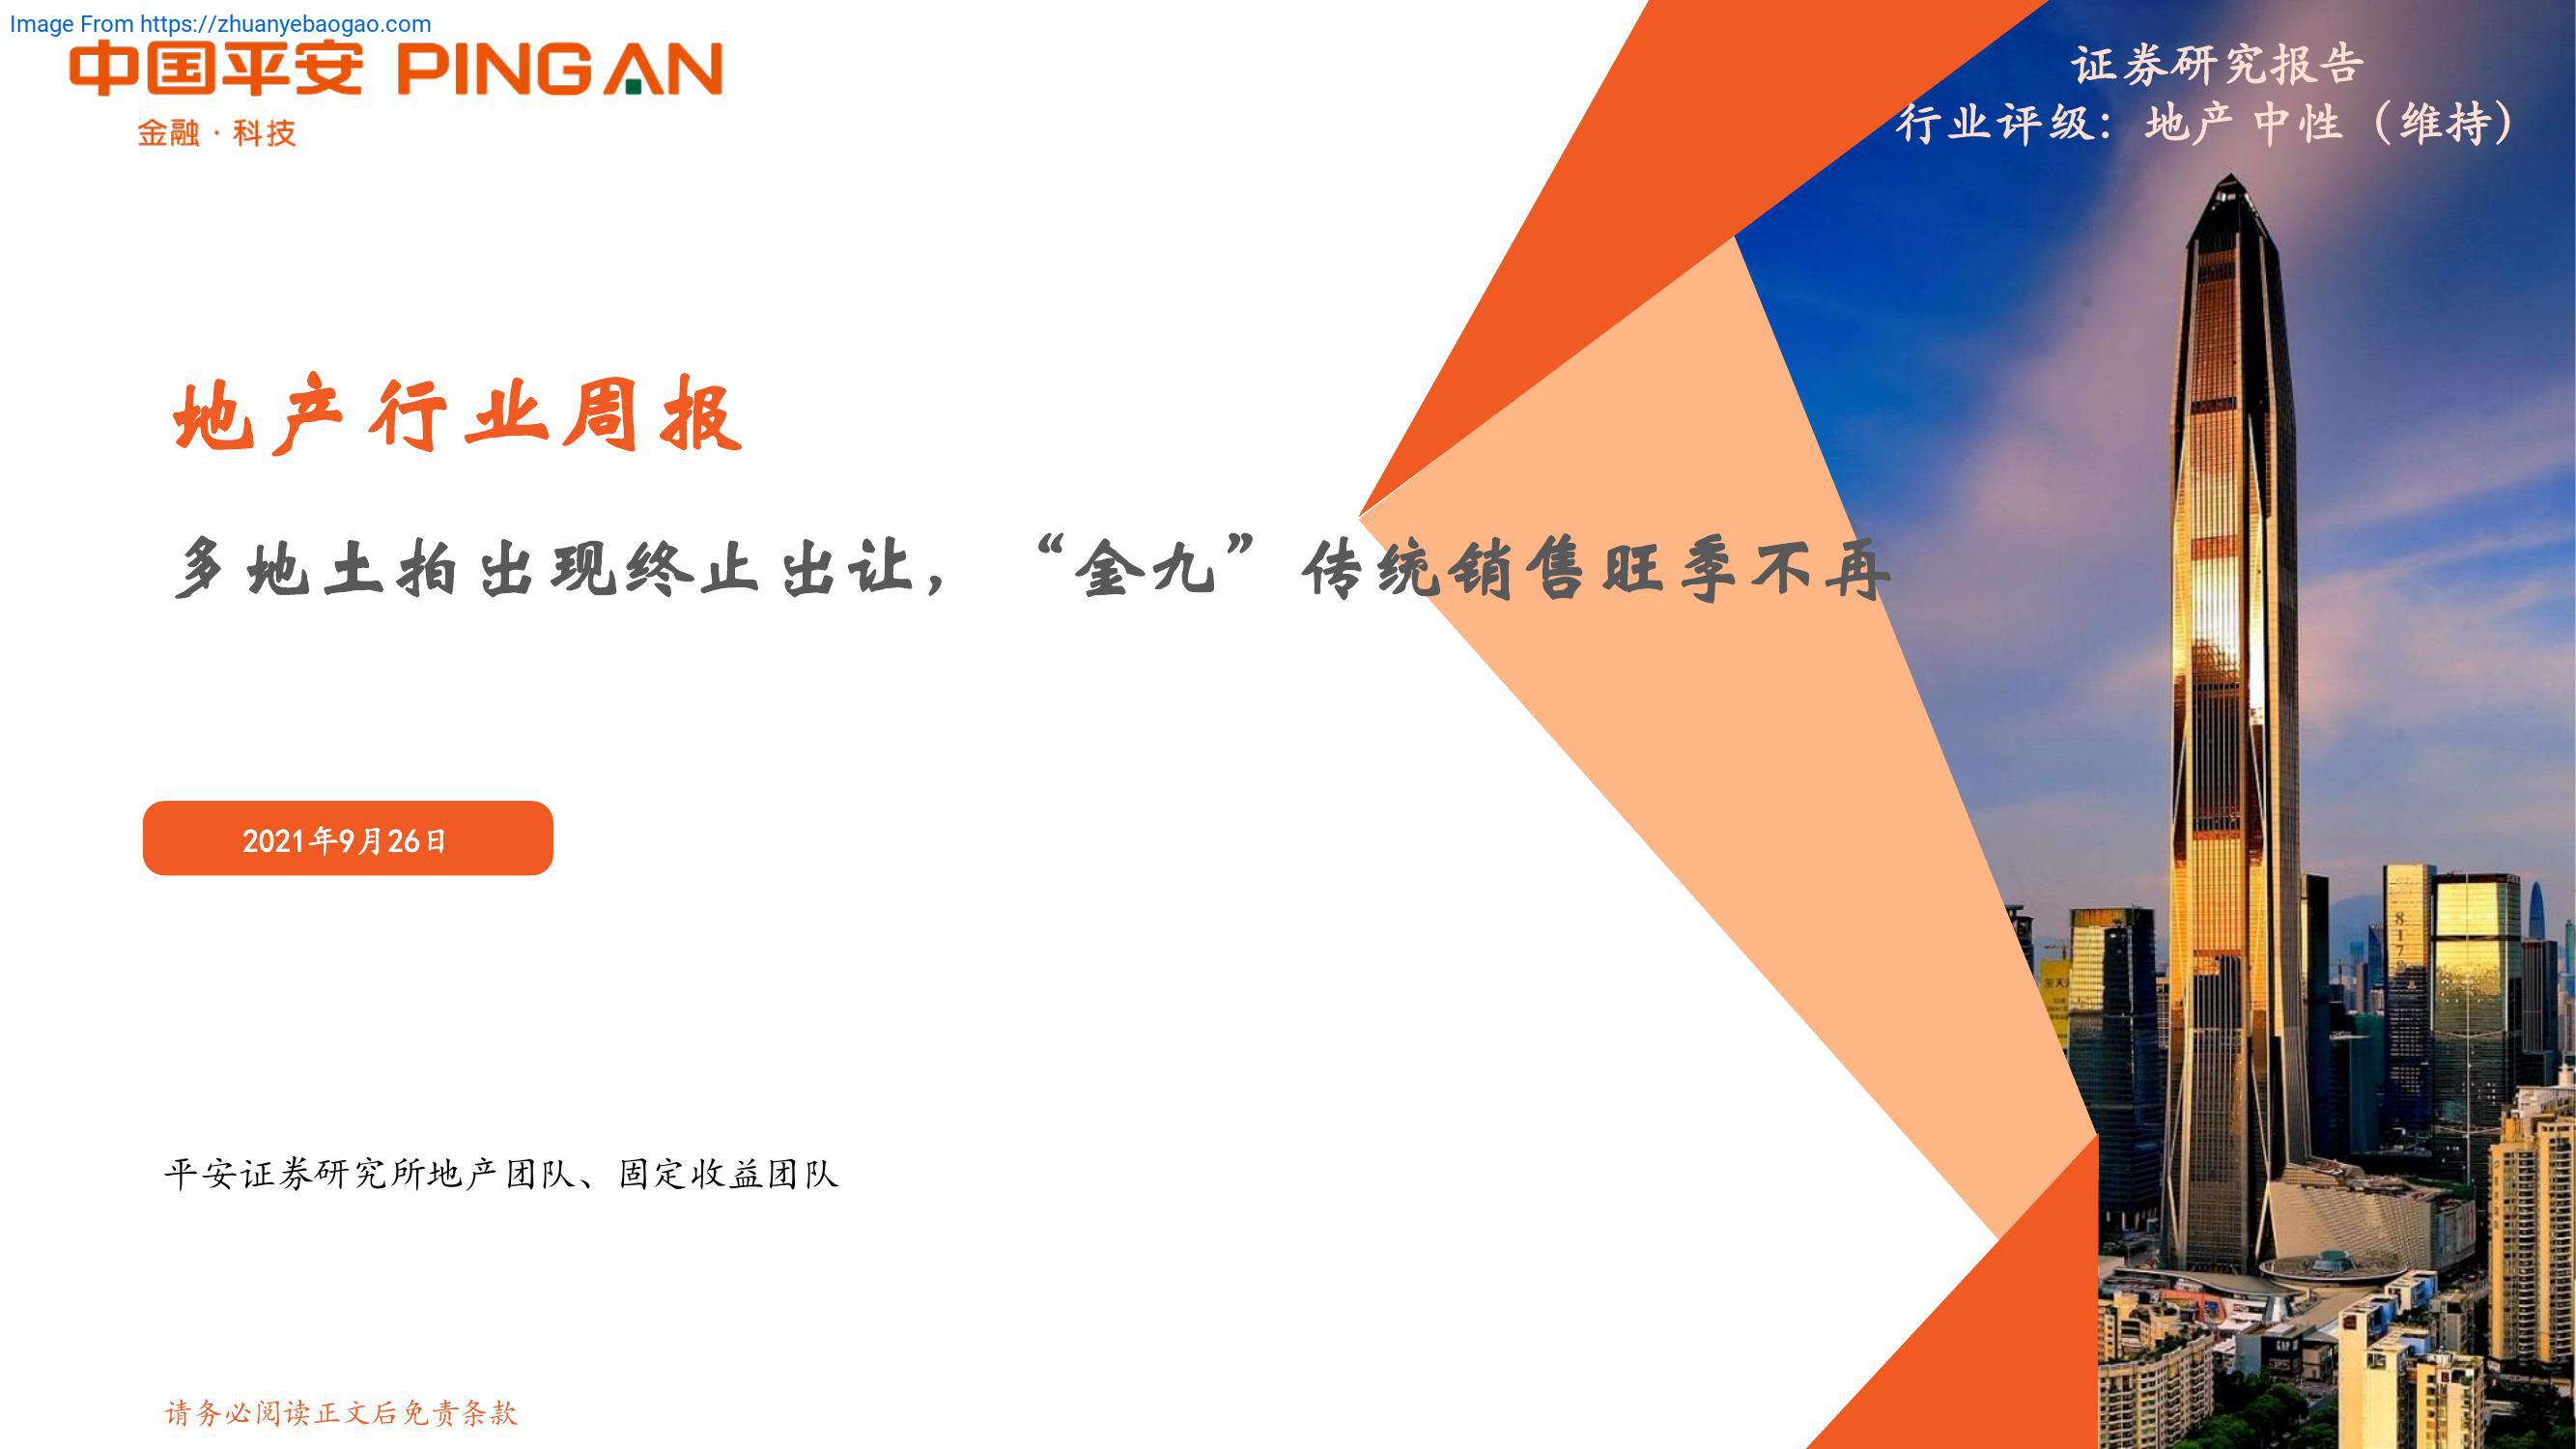 Image From https://zhuanyebaogao.com
中国平安 PINGAN
金融·科技
证券研究报告
行业评级：地产 中性（维持）
地产行业周报
多地土拍出现终止出让，“金九”传统销售旺季不再
2021年9月26日
平安证券研究所地产团队、固定收益团队
请务必阅读正文后免责条款